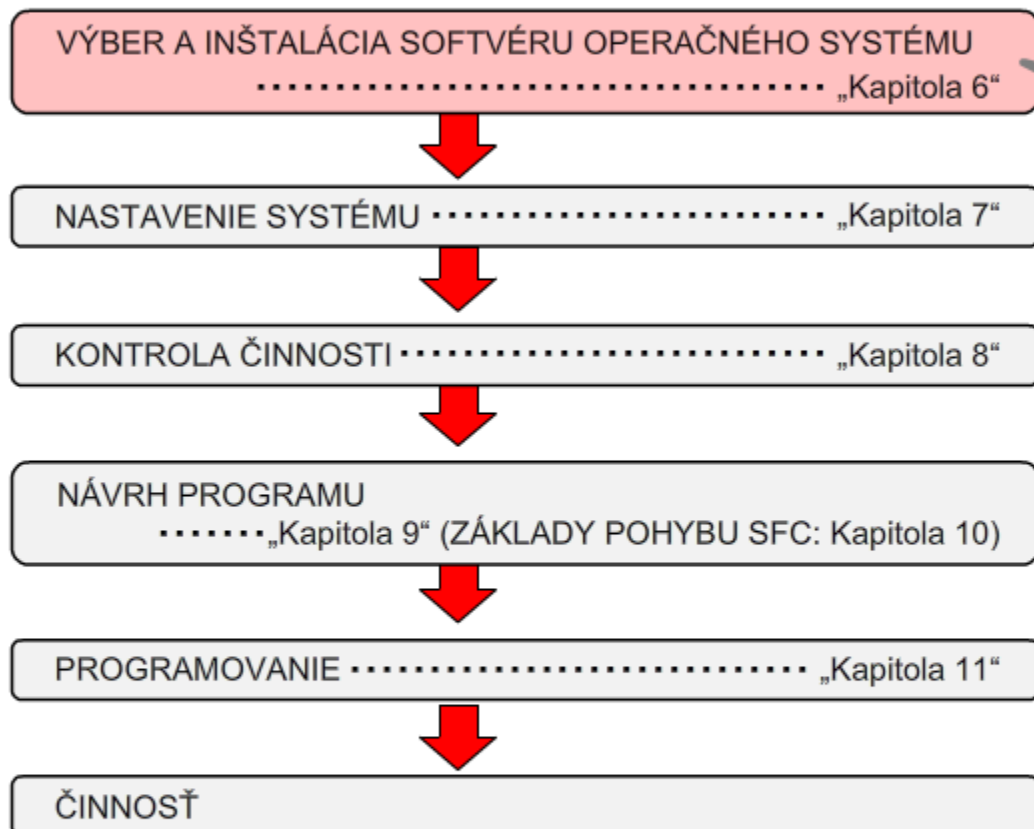 VÝBER A INŠTALÁCIA SOFTVÉRU OPERAČNÉHO SYSTÉMU
„Kapitola 6“
NASTAVENIE SYSTÉMU „Kapitola 7“
KONTROLA ČINNOSTI „Kapitola 8“
NÁVRH PROGRAMU
„Kapitola 9“ (ZÁKLADY POHYBU SFC: Kapitola 10)
PROGRAMOVANIE „Kapitola 11“
ČINNOSŤ